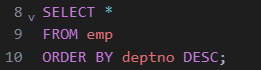 8 SELECT *
9 FROM emp
10 ORDER BY deptno DESC;